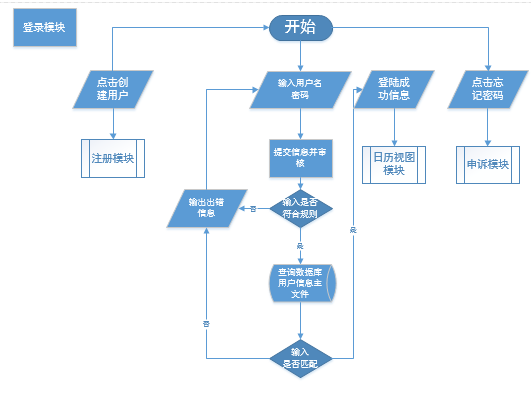 登录模块
开始
点击创
建用户
输入用户名
密码
登陆成
功信息
点击忘
记密码
注册模块
提交信息并审
核
日历视图
模块
申诉模块
输出出错
信息
否
输入是否
符合规则
是
是
查询数据库
用户信息主
文件
否
输入
是否匹配